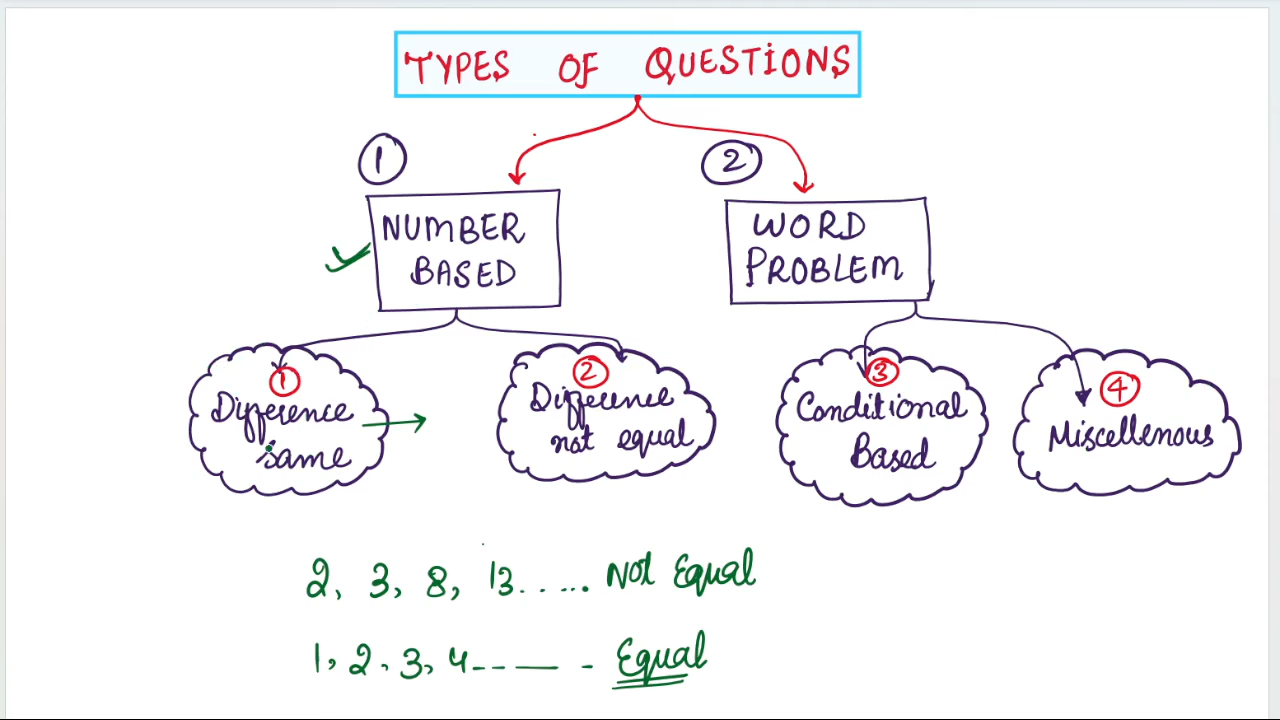 TYPES OF QUESTIONS
1
2
NUMBER
BASED
WORD
PROBLEM
1
Difference
same
2
Difference
not equal
3
Conditional
Based
4
Miscellenous
2, 3, 8, 13...... Not Equal
1, 2, 3, 4------ - Equal